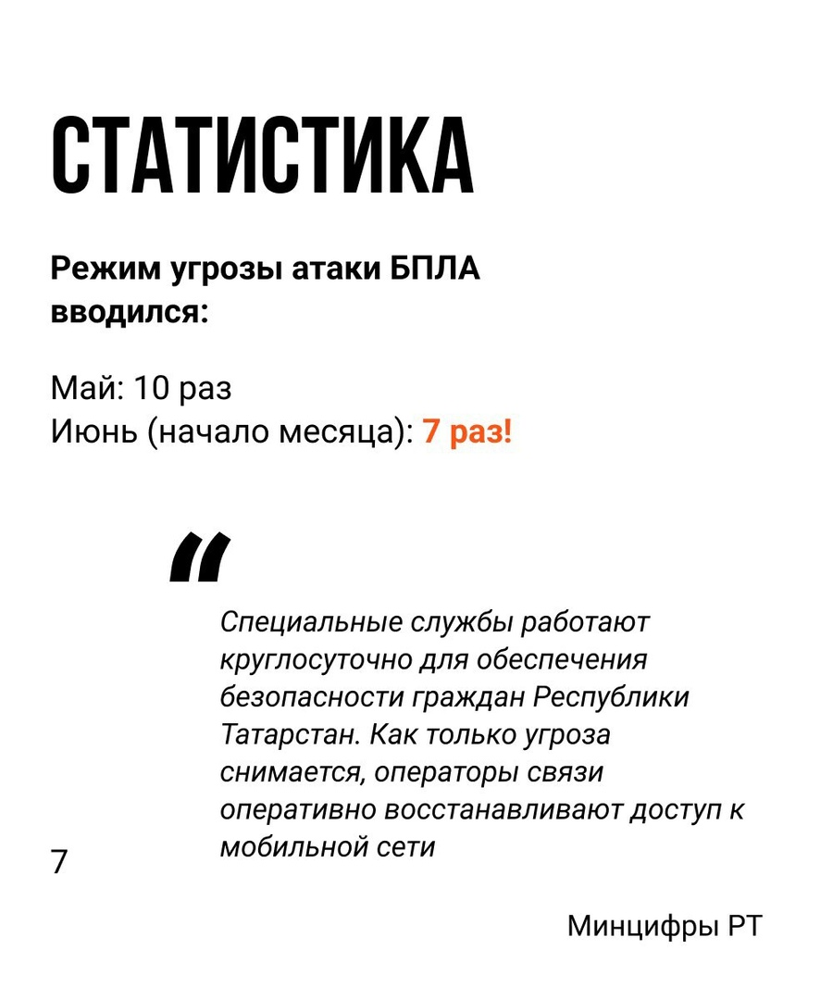 СТАТИСТИКА
Режим угрозы атаки БПЛА
вводился:
Май: 10 раз
Июнь (начало месяца): 7 раз!
“
Специальные службы работают
круглосуточно для обеспечения
безопасности граждан Республики
Татарстан. Как только угроза
снимается, операторы связи
оперативно восстанавливают доступ к
мобильной сети
7
Минцифры РТ